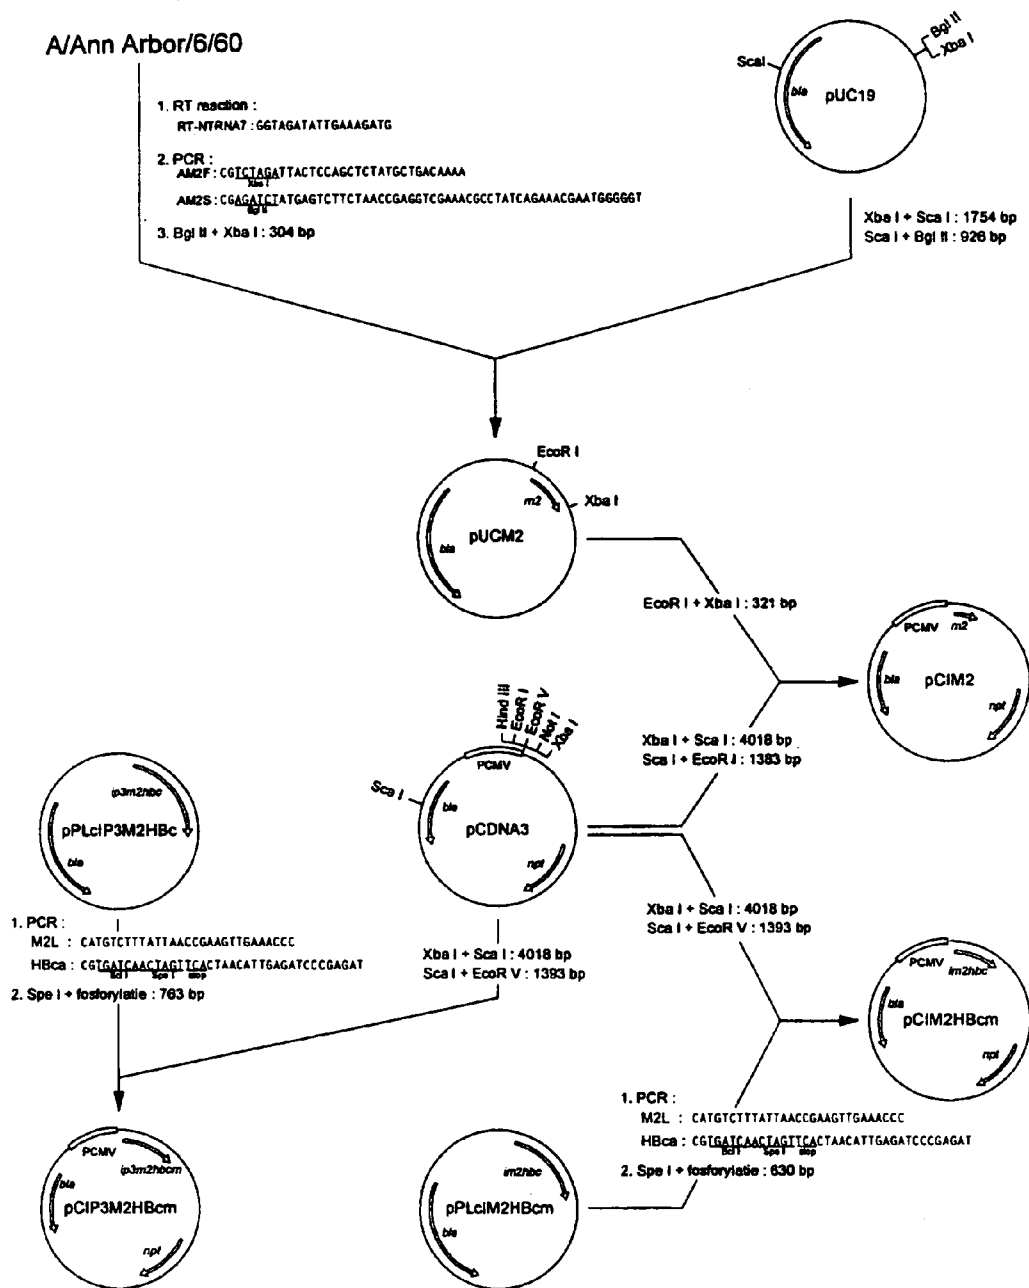 A/Ann Arbor/6/60
1. RT reaction :
RT-NTRNA7 : GGTAGATATTGAAAGATG
2. PCR :
AM2F : CGTCTAGATTACTCCAGCTCTATGCTGACAAAA
Xba I
AM2S : CGAGATCTATGAGTCTTCTAACCGAGGTCGAAACGCCTATCAGAAACGAATGGGGGT
Bgl II
3. Bgl II + Xba I : 304 bp
Sca I
Bgl II
Xba I
bla
pUC19
Xba I + Sca I : 1754 bp
Sca I + Bgl II : 926 bp
EcoR I
m2
Xba I
pUCM2
bla
EcoR I + Xba I : 321 bp
PCMV
m2
bla
pCIM2
npt
Hind III
EcoR I
EcoR V
Not I
Xba I
PCMV
Sca I
bla
pCDNA3
npt
Xba I + Sca I : 4018 bp
Sca I + EcoR I : 1383 bp
ip3m2hbc
pPLcIP3M2HBc
bla
1. PCR :
M2L : CATGTCTTTATTAACCGAAGTTGAAACCC
HBca : CGTGATCAACTAGTTCACTAACATTGAGATCCCGAGAT
Bcl I Spe I stop
2. Spe I + fosforylatie : 763 bp
Xba I + Sca I : 4018 bp
Sca I + EcoR V : 1393 bp
Xba I + Sca I : 4018 bp
Sca I + EcoR V : 1393 bp
PCMV
im2hbc
bla
pCIM2HBcm
npt
1. PCR :
M2L : CATGTCTTTATTAACCGAAGTTGAAACCC
HBca : CGTGATCAACTAGTTCACTAACATTGAGATCCCGAGAT
Bcl I Spe I stop
2. Spe I + fosforylatie : 630 bp
PCMV
ip3m2hbcm
bla
pCIP3M2HBcm
npt
im2hbc
pPLcIM2HBcm
bla